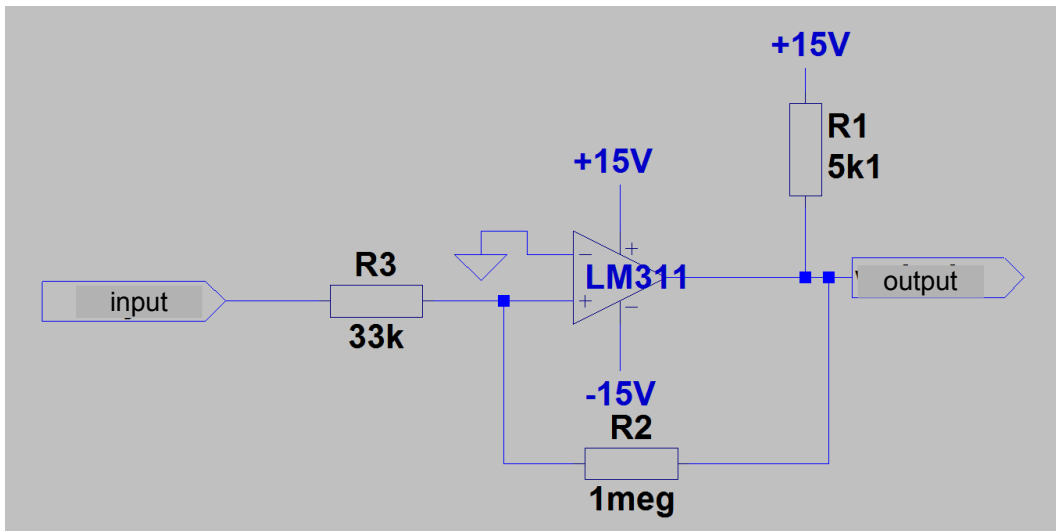 +15V
R1
5k1
+15V
-
+
LM311
output
R3
input
+
33k
-
-15V
R2
1meg